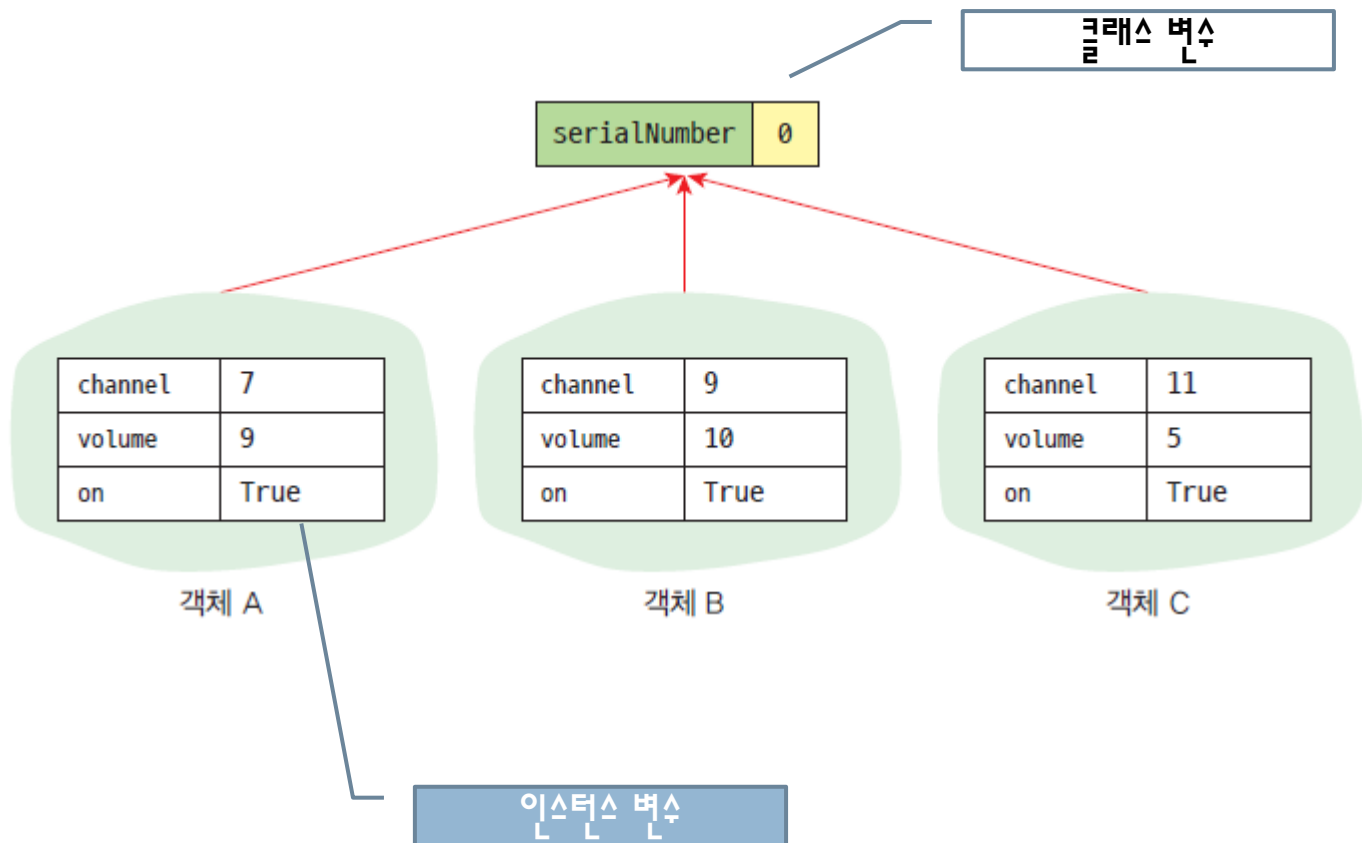 클래스 변수
serialNumber 0
channel 7
volume 9
on True
객체 A
channel 9
volume 10
on True
객체 B
channel 11
volume 5
on True
객체 C
인스턴스 변수